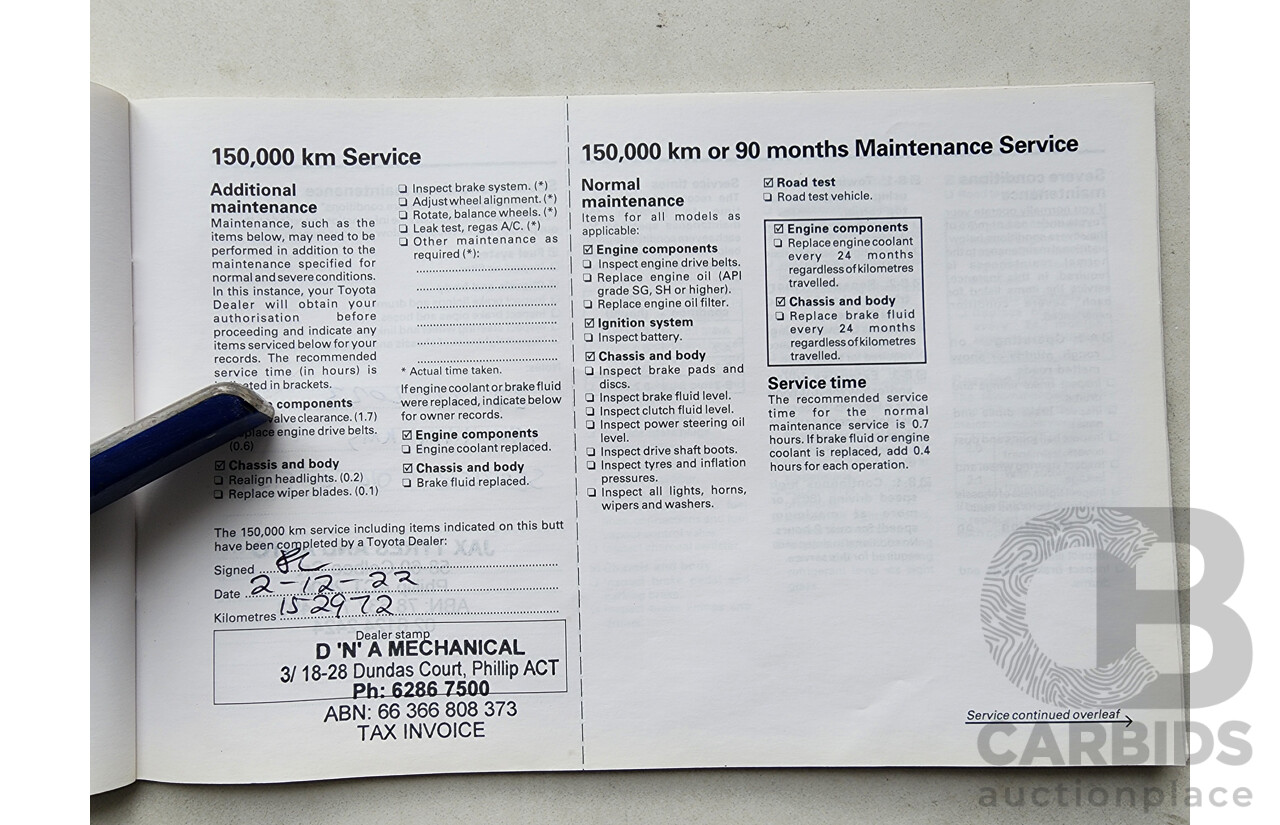 150,000 km Service
Additional
maintenance
Maintenance, such as the
items below, may need to be
performed in addition to the
maintenance specified for
normal and severe conditions.
In this instance, your Toyota
Dealer will obtain your
authorisation before
proceeding and indicate any
items serviced below for your
records. The recommended
service time (in hours) is
in brackets.
components
valve clearance. (1.7)
engine drive belts.
(0.6)
☑ Chassis and body
❏ Realign headlights. (0.2)
❏ Replace wiper blades. (0.1)
❏ Inspect brake system. (*)
❏ Adjust wheel alignment. (*)
❏ Rotate, balance wheels. (*)
❏ Leak test, regas A/C. (*)
❏ Other maintenance as
required (*):
* Actual time taken.
If engine coolant or brake fluid
were replaced, indicate below
for owner records.
☑ Engine components
❏ Engine coolant replaced.
☑ Chassis and body
❏ Brake fluid replaced.
The 150,000 km service including items indicated on this butt
have been completed by a Toyota Dealer:
Signed
Date 2-12-22
Kilometres 152972
Dealer stamp
D 'N' A MECHANICAL
3/ 18-28 Dundas Court, Phillip ACT
Ph: 6286 7500
ABN: 66 366 808 373
TAX INVOICE
150,000 km or 90 months Maintenance Service
Normal
maintenance
Items for all models as
applicable:
☑ Engine components
❏ Inspect engine drive belts.
❏ Replace engine oil (API
grade SG, SH or higher).
❏ Replace engine oil filter.
☑ Ignition system
❏ Inspect battery.
☑ Chassis and body
❏ Inspect brake pads and
discs.
❏ Inspect brake fluid level.
❏ Inspect clutch fluid level.
❏ Inspect power steering oil
level.
❏ Inspect drive shaft boots.
❏ Inspect tyres and inflation
pressures.
❏ Inspect all lights, horns,
wipers and washers.
☑ Road test
❏ Road test vehicle.
☑ Engine components
❏ Replace engine coolant
every 24 months
regardless of kilometres
travelled.
☑ Chassis and body
❏ Replace brake fluid
every 24 months
regardless of kilometres
travelled.
Service time
The recommended service
time for the normal
maintenance service is 0.7
hours. If brake fluid or engine
coolant is replaced, add 0.4
hours for each operation.
Service continued overleaf
CB
CARBIDS
auctionplace